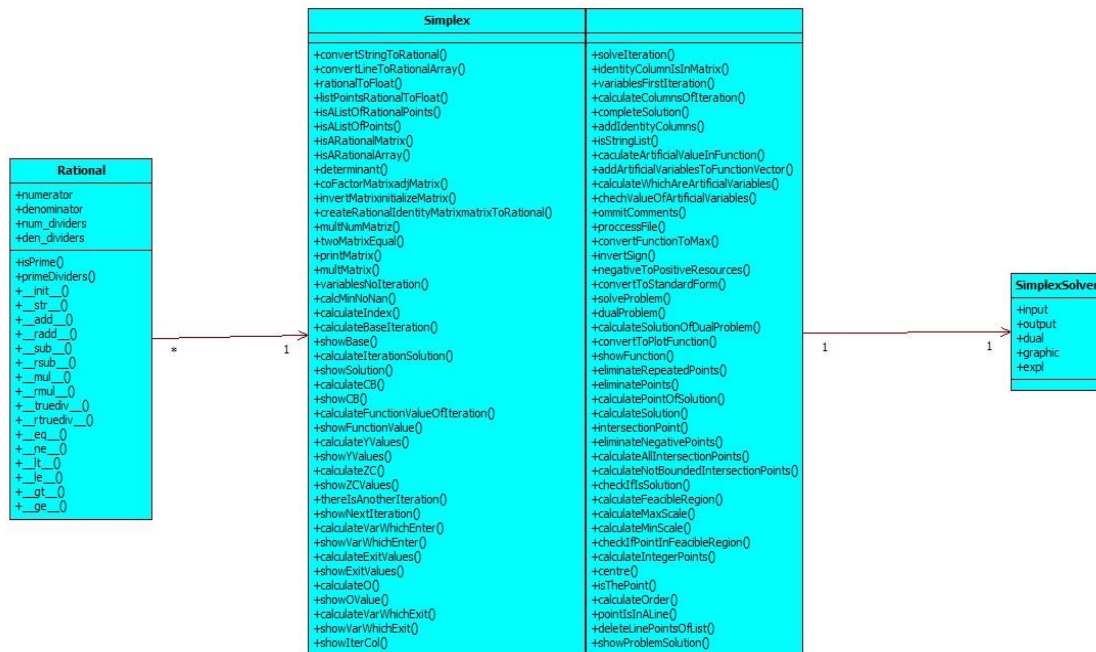 Rational
+numerator
+denominator
+num_dividers
+den_dividers
+isPrime()
+primeDividers()
+__init__()
+__str__()
+__add__()
+__radd__()
+__sub__()
+__rsub__()
+__mul__()
+__rmul__()
+__truediv__()
+__rtruediv__()
+__eq__()
+__ne__()
+__lt__()
+__le__()
+__gt__()
+__ge__()
*
1
Simplex
+convertStringToRational()
+convertLineToRationalArray()
+rationalToFloat()
+listPointsRationalToFloat()
+isAListOfRationalPoints()
+isAListOfPoints()
+isARationalMatrix()
+isARationalArray()
+determinant()
+coFactorMatrixadjMatrix()
+invertMatrixinitializeMatrix()
+createRationalIdentityMatrixmatrixToRational()
+multNumMatriz()
+twoMatrixEqual()
+printMatrix()
+multMatrix()
+variablesNoIteration()
+calcMinNoNan()
+calculateIndex()
+calculateBaseIteration()
+showBase()
+calculateIterationSolution()
+showSolution()
+calculateCB()
+showCB()
+calculateFunctionValueOfIteration()
+showFunctionValue()
+calculateYValues()
+showYValues()
+calculateZC()
+showZCValues()
+thereIsAnotherIteration()
+showNextIteration()
+calculateVarWhichEnter()
+showVarWhichEnter()
+calculateExitValues()
+showExitValues()
+calculateO()
+showOValue()
+calculateVarWhichExit()
+showVarWhichExit()
+showIterCol()
+solveIteration()
+identityColumnIsInMatrix()
+variablesFirstIteration()
+calculateColumnsOfIteration()
+completeSolution()
+addIdentityColumns()
+isStringList()
+caculateArtificialValueInFunction()
+addArtificialVariablesToFunctionVector()
+calculateWhichAreArtificialVariables()
+chechValueOfArtificialVariables()
+ommitComments()
+proccessFile()
+convertFunctionToMax()
+invertSign()
+negativeToPositiveResources()
+convertToStandardForm()
+solveProblem()
+dualProblem()
+calculateSolutionOfDualProblem()
+convertToPlotFunction()
+showFunction()
+eliminateRepeatedPoints()
+eliminatePoints()
+calculatePointOfSolution()
+calculateSolution()
+intersectionPoint()
+eliminateNegativePoints()
+calculateAllIntersectionPoints()
+calculateNotBoundedIntersectionPoints()
+checkIfIsSolution()
+calculateFeacibleRegion()
+calculateMaxScale()
+calculateMinScale()
+checkIfPointInFeacibleRegion()
+calculateIntegerPoints()
+centre()
+isThePoint()
+calculateOrder()
+pointIsInALine()
+deleteLinePointsOfList()
+showProblemSolution()
1
1
SimplexSolver
+input
+output
+dual
+graphic
+expl